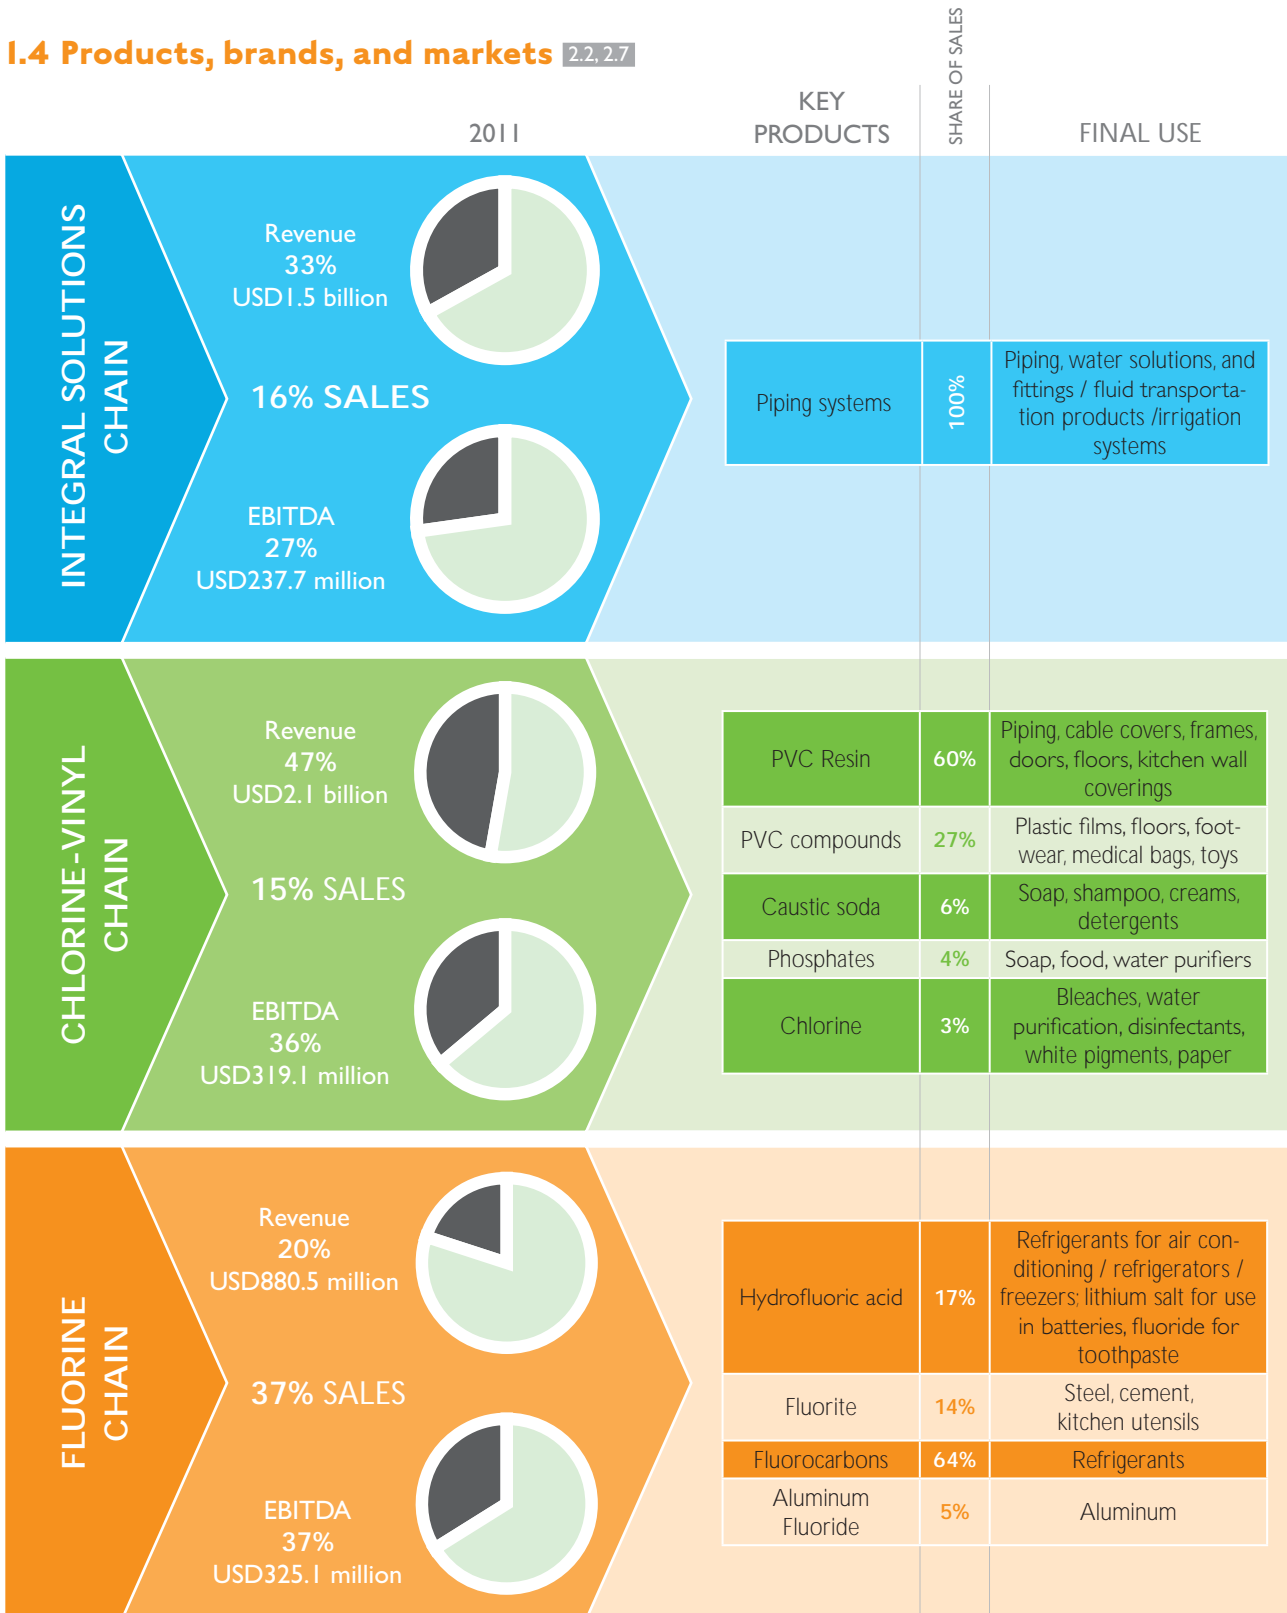 1.4 Products, brands, and markets 2.2, 2.7
2011
KEY
PRODUCTS
SHARE OF SALES
FINAL USE
INTEGRAL SOLUTIONS
CHAIN
Revenue
33%
USD1.5 billion
16% SALES
EBITDA
27%
USD237.7 million
Piping systems
100%
Piping, water solutions, and
fittings / fluid transporta-
tion products /irrigation
systems
CHLORINE-VINYL
CHAIN
Revenue
47%
USD2.1 billion
15% SALES
EBITDA
36%
USD319.1 million
PVC Resin
60%
Piping, cable covers, frames,
doors, floors, kitchen wall
coverings
PVC compounds
27%
Plastic films, floors, foot-
wear, medical bags, toys
Caustic soda
6%
Soap, shampoo, creams,
detergents
Phosphates
4%
Soap, food, water purifiers
Chlorine
3%
Bleaches, water
purification, disinfectants,
white pigments, paper
FLUORINE
CHAIN
Revenue
20%
USD880.5 million
37% SALES
EBITDA
37%
USD325.1 million
Hydrofluoric acid
17%
Refrigerants for air con-
ditioning / refrigerators /
freezers; lithium salt for use
in batteries, fluoride for
toothpaste
Fluorite
14%
Steel, cement,
kitchen utensils
Fluorocarbons
64%
Refrigerants
Aluminum
Fluoride
5%
Aluminum